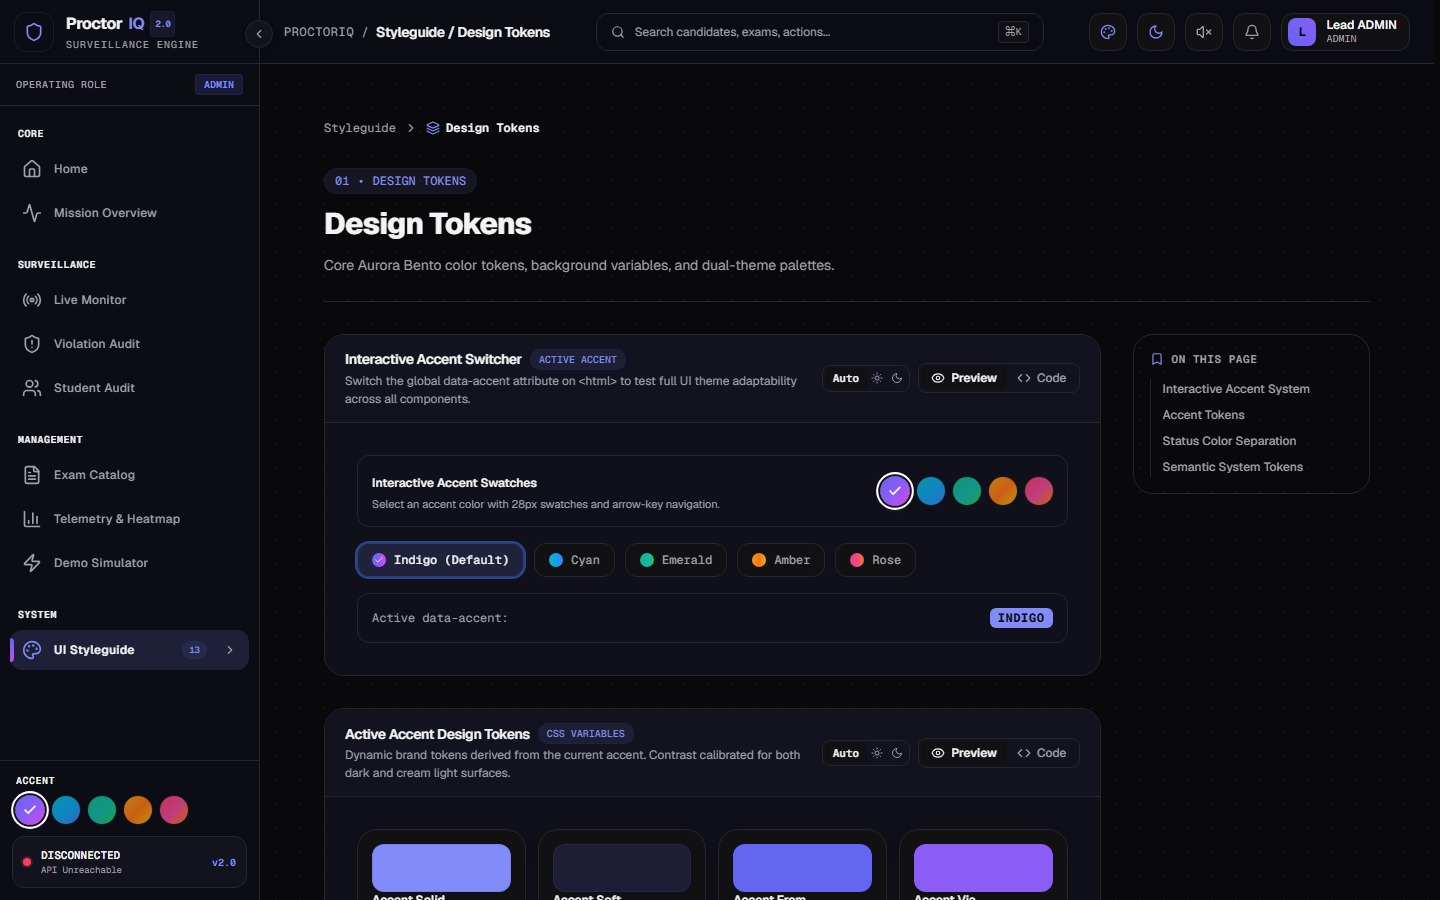 Proctor IQ 2.0
SURVEILLANCE ENGINE
OPERATING ROLE ADMIN
CORE
Home
Mission Overview
SURVEILLANCE
Live Monitor
Violation Audit
Student Audit
MANAGEMENT
Exam Catalog
Telemetry & Heatmap
Demo Simulator
SYSTEM
UI Styleguide 13
ACCENT
DISCONNECTED
API Unreachable
v2.0
PROCTORIQ / Styleguide / Design Tokens
Search candidates, exams, actions... ⌘K
L
Lead ADMIN
ADMIN
Styleguide > Design Tokens
01 • DESIGN TOKENS
Design Tokens
Core Aurora Bento color tokens, background variables, and dual-theme palettes.
Interactive Accent Switcher ACTIVE ACCENT
Switch the global data-accent attribute on <html> to test full UI theme adaptability
across all components.
Auto Preview Code
Interactive Accent Swatches
Select an accent color with 28px swatches and arrow-key navigation.
Indigo (Default) Cyan Emerald Amber Rose
Active data-accent: INDIGO
Active Accent Design Tokens CSS VARIABLES
Dynamic brand tokens derived from the current accent. Contrast calibrated for both
dark and cream light surfaces.
Auto Preview Code
Accent Solid Accent Soft Accent From Accent Via
ON THIS PAGE
Interactive Accent System
Accent Tokens
Status Color Separation
Semantic System Tokens